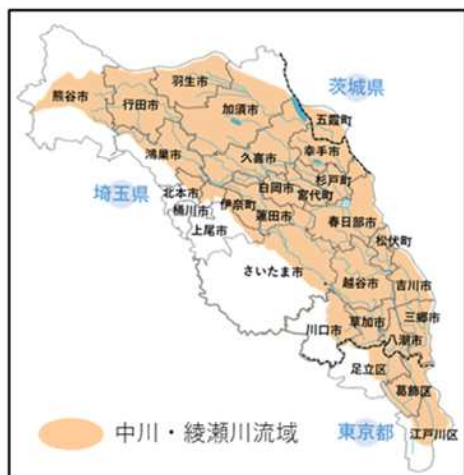 羽生市
熊谷市
行田市
加須市
茨城県
五霞町
鴻巣市
久喜市
幸手市
杉戸町
白岡市
宮代町
埼玉県
北本市
桶川市
伊奈町
蓮田市
春日部市
上尾市
松伏町
さいたま市
越谷市
吉川市
三郷市
草加市
川口市
八潮市
足立区
葛飾区
中川・綾瀬川流域
東京都
江戸川区